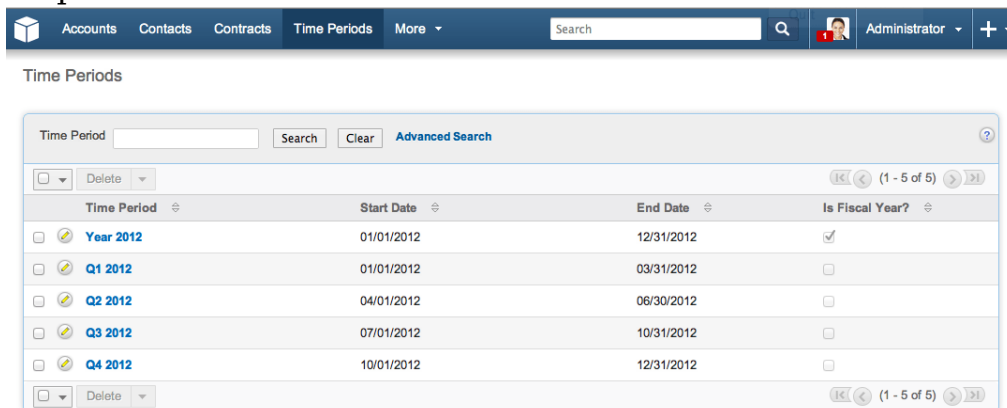 Accounts Contacts Contracts Time Periods More Search 1 Administrator
Time Periods
Time Period Search Clear Advanced Search ?
Delete (1 - 5 of 5)
Time Period Start Date End Date Is Fiscal Year?
Year 2012 01/01/2012 12/31/2012
Q1 2012 01/01/2012 03/31/2012
Q2 2012 04/01/2012 06/30/2012
Q3 2012 07/01/2012 10/31/2012
Q4 2012 10/01/2012 12/31/2012
Delete (1 - 5 of 5)